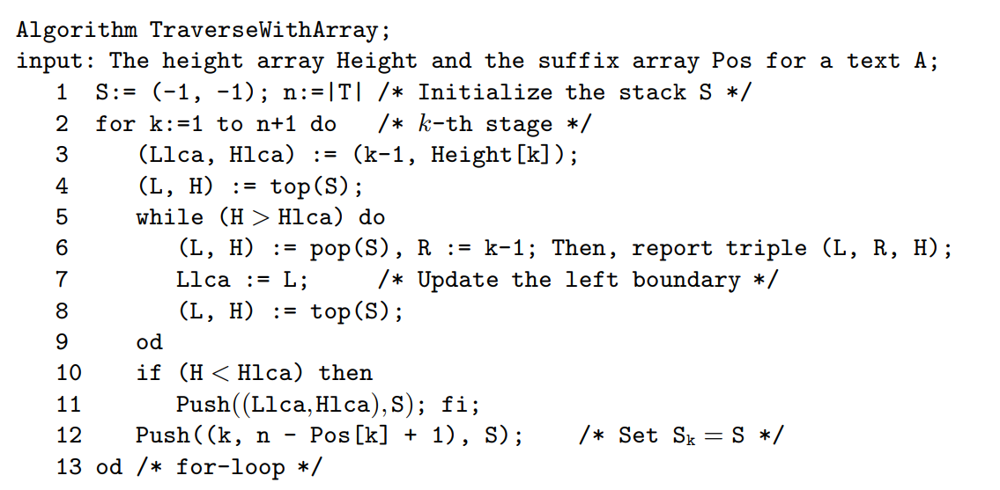 Algorithm TraverseWithArray;
input: The height array Height and the suffix array Pos for a text A;
1 S:= (-1, -1); n:=|T| /* Initialize the stack S */
2 for k:=1 to n+1 do /* k-th stage */
3 (Llca, Hlca) := (k-1, Height[k]);
4 (L, H) := top(S);
5 while (H > Hlca) do
6 (L, H) := pop(S), R := k-1; Then, report triple (L, R, H);
7 Llca := L; /* Update the left boundary */
8 (L, H) := top(S);
9 od
10 if (H < Hlca) then
11 Push((Llca,Hlca),S); fi;
12 Push((k, n - Pos[k] + 1), S); /* Set Sk = S */
13 od /* for-loop */